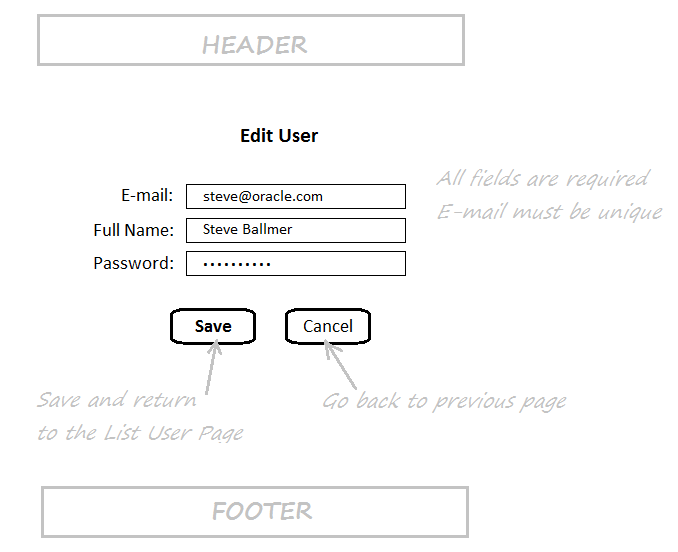 HEADER
Edit User
All fields are required
E-mail must be unique
E-mail: steve@oracle.com
Full Name: Steve Ballmer
Password: ••••••••••
Save Cancel
Save and return
to the List User Page
Go back to previous page
FOOTER